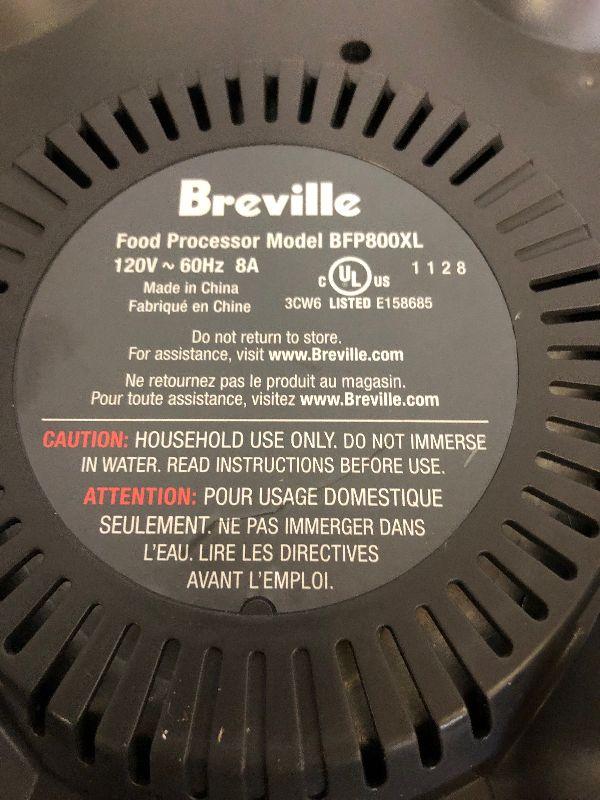 Breville
Food Processor Model BFP800XL
120V ~ 60Hz 8A
Made in China
Fabriqué en Chine
c UL US
1128
3CW6 LISTED E158685
Do not return to store.
For assistance, visit www.Breville.com
Ne retournez pas le produit au magasin.
Pour toute assistance, visitez www.Breville.com
CAUTION: HOUSEHOLD USE ONLY. DO NOT IMMERSE
IN WATER. READ INSTRUCTIONS BEFORE USE.
ATTENTION: POUR USAGE DOMESTIQUE
SEULEMENT. NE PAS IMMERGER DANS
L'EAU. LIRE LES DIRECTIVES
AVANT L'EMPLOI.